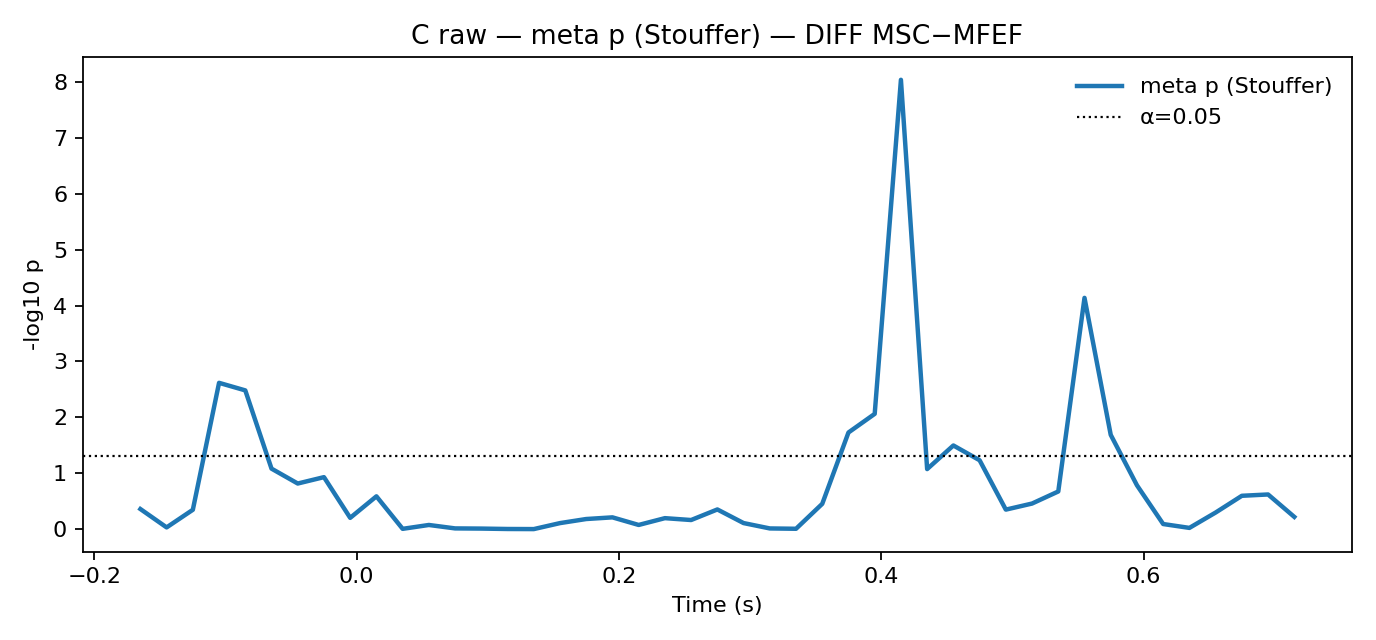 C raw — meta p (Stouffer) — DIFF MSC−MFEF
meta p (Stouffer)
α=0.05
8
7
6
5
4
3
2
1
0
-log10 p
−0.2
0.0
0.2
0.4
0.6
Time (s)